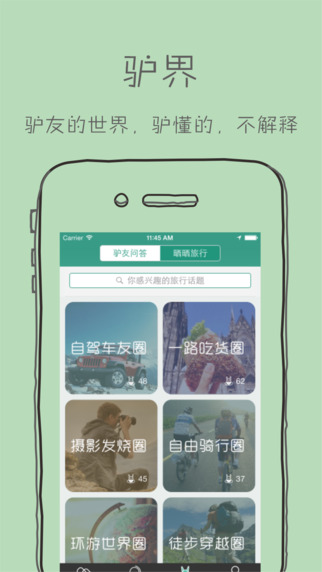 驴界
驴友的世界，驴懂的，不解释
Carrier 11:45 AM
驴友问答 晒晒旅行
你感兴趣的旅行话题
自驾车友圈 一路吃货圈
48 62
摄影发烧圈 自由骑行圈
45 37
环游世界圈 徒步穿越圈